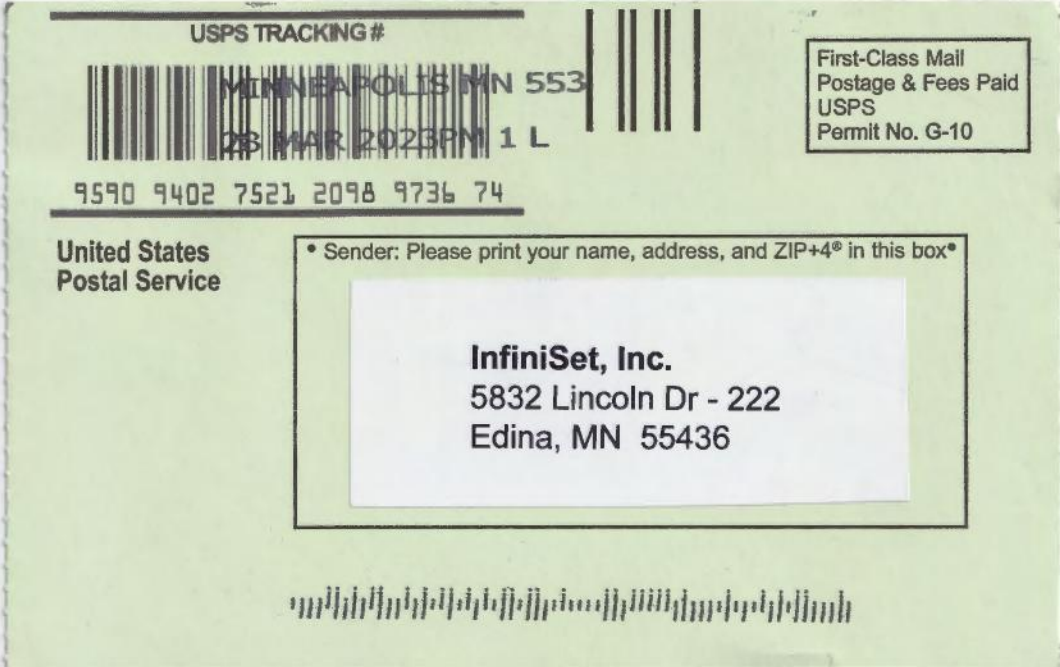 USPS TRACKING #
MINNEAPOLIS MN 553
28 MAR 2023PM 1 L
9590 9402 7521 2098 9736 74
First-Class Mail
Postage & Fees Paid
USPS
Permit No. G-10
United States
Postal Service
• Sender: Please print your name, address, and ZIP+4® in this box•
InfiniSet, Inc.
5832 Lincoln Dr - 222
Edina, MN 55436